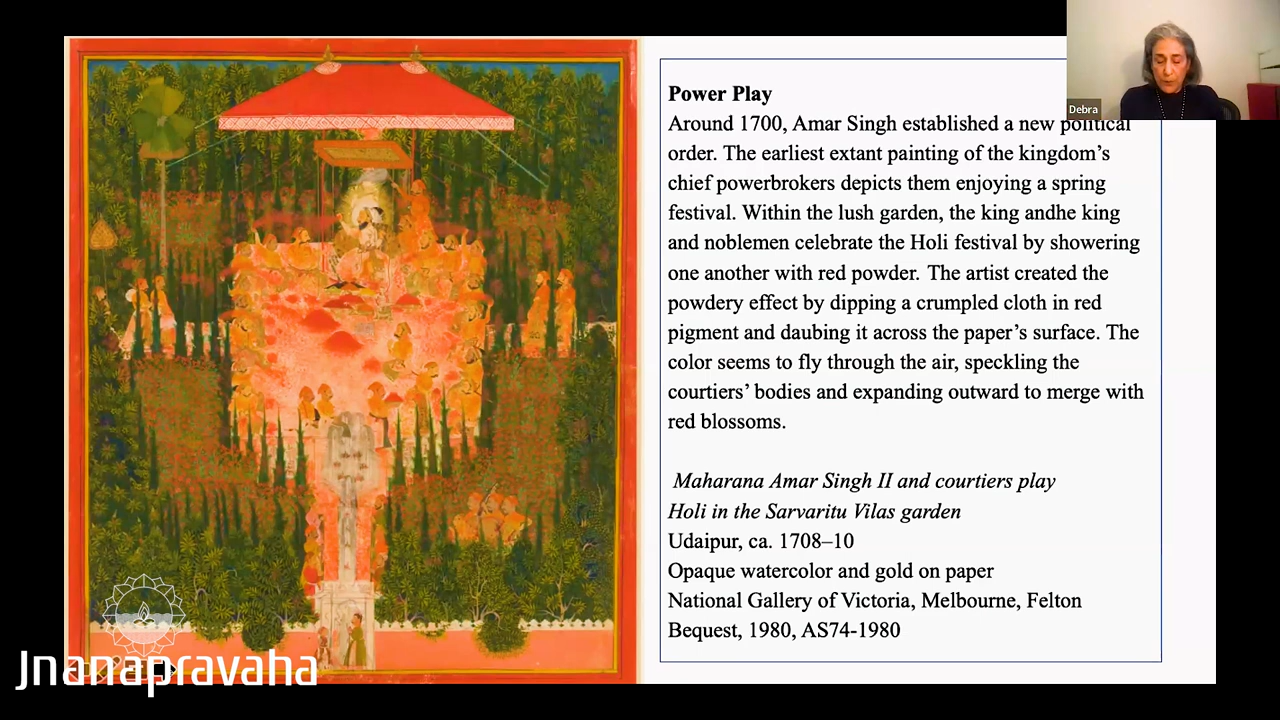 Debra
Power Play
Around 1700, Amar Singh established a new political
order. The earliest extant painting of the kingdom's
chief powerbrokers depicts them enjoying a spring
festival. Within the lush garden, the king andhe king
and noblemen celebrate the Holi festival by showering
one another with red powder. The artist created the
powdery effect by dipping a crumpled cloth in red
pigment and daubing it across the paper's surface. The
color seems to fly through the air, speckling the
courtiers' bodies and expanding outward to merge with
red blossoms.
Maharana Amar Singh II and courtiers play
Holi in the Sarvaritu Vilas garden
Udaipur, ca. 1708–10
Opaque watercolor and gold on paper
National Gallery of Victoria, Melbourne, Felton
Bequest, 1980, AS74-1980
Jnanapravaha